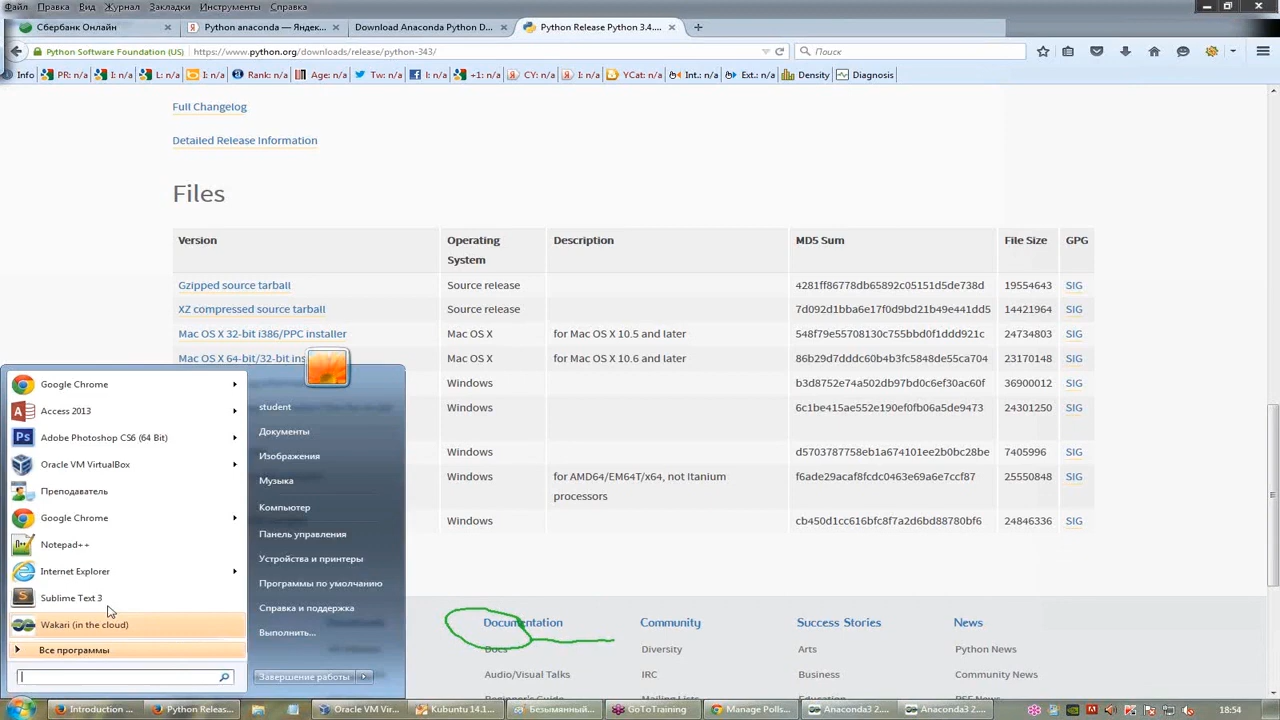 Файл Правка Вид Журнал Закладки Инструменты Справка
Сбербанк Онлайн × Python anaconda — Яндек... × Download Anaconda Python D... × Python Release Python 3.4.... × +
Python Software Foundation (US) https://www.python.org/downloads/release/python-343/ Поиск
Info PR: n/a I: n/a L: n/a I: n/a Rank: n/a Age: n/a Tw: n/a I: n/a +1: n/a CY: n/a I: n/a YCat: n/a Int.: n/a Ext.: n/a Density Diagnosis
Full Changelog
Detailed Release Information
Files
Version Operating System Description MD5 Sum File Size GPG
Gzipped source tarball Source release 4281ff86778db65892c05151d5de738d 19554643 SIG
XZ compressed source tarball Source release 7d092d1bba6e17f0d9bd21b49e441dd5 14421964 SIG
Mac OS X 32-bit i386/PPC installer Mac OS X for Mac OS X 10.5 and later 548f79e55708130c755bbd0f1ddd921c 24734803 SIG
Mac OS X 64-bit/32-bit ins Mac OS X for Mac OS X 10.6 and later 86b29d7dddc60b4b3fc5848de55ca704 23170148 SIG
Windows b3d8752e74a502db97bd0c6ef30ac60f 36900012 SIG
Windows 6c1be415ae552e190ef0fb06a5de9473 24301250 SIG
Windows d5703787758eb1a674101ee2b0bc28be 7405996 SIG
Windows for AMD64/EM64T/x64, not Itanium processors f6ade29acaf8fcdc0463e69a6e7ccf87 25550848 SIG
Windows cb450d1cc616bfc8f7a2d6bd88780bf6 24846336 SIG
Google Chrome
Access 2013
Adobe Photoshop CS6 (64 Bit)
Oracle VM VirtualBox
Преподаватель
Google Chrome
Notepad++
Internet Explorer
Sublime Text 3
Wakari (in the cloud)
Все программы
student
Документы
Изображения
Музыка
Компьютер
Панель управления
Устройства и принтеры
Программы по умолчанию
Справка и поддержка
Выполнить...
Завершение работы
Documentation Community Success Stories News
Docs Diversity Arts Python News
Audio/Visual Talks IRC Business Community News
Beginner's Guide Mailing Lists Education PSF News
Introduction ... Python Releas... Oracle VM Vir... Kubuntu 14.1... Безымянный... GoToTraining Manage Polls... Anaconda3 2.... Anaconda3 2.... 18:54